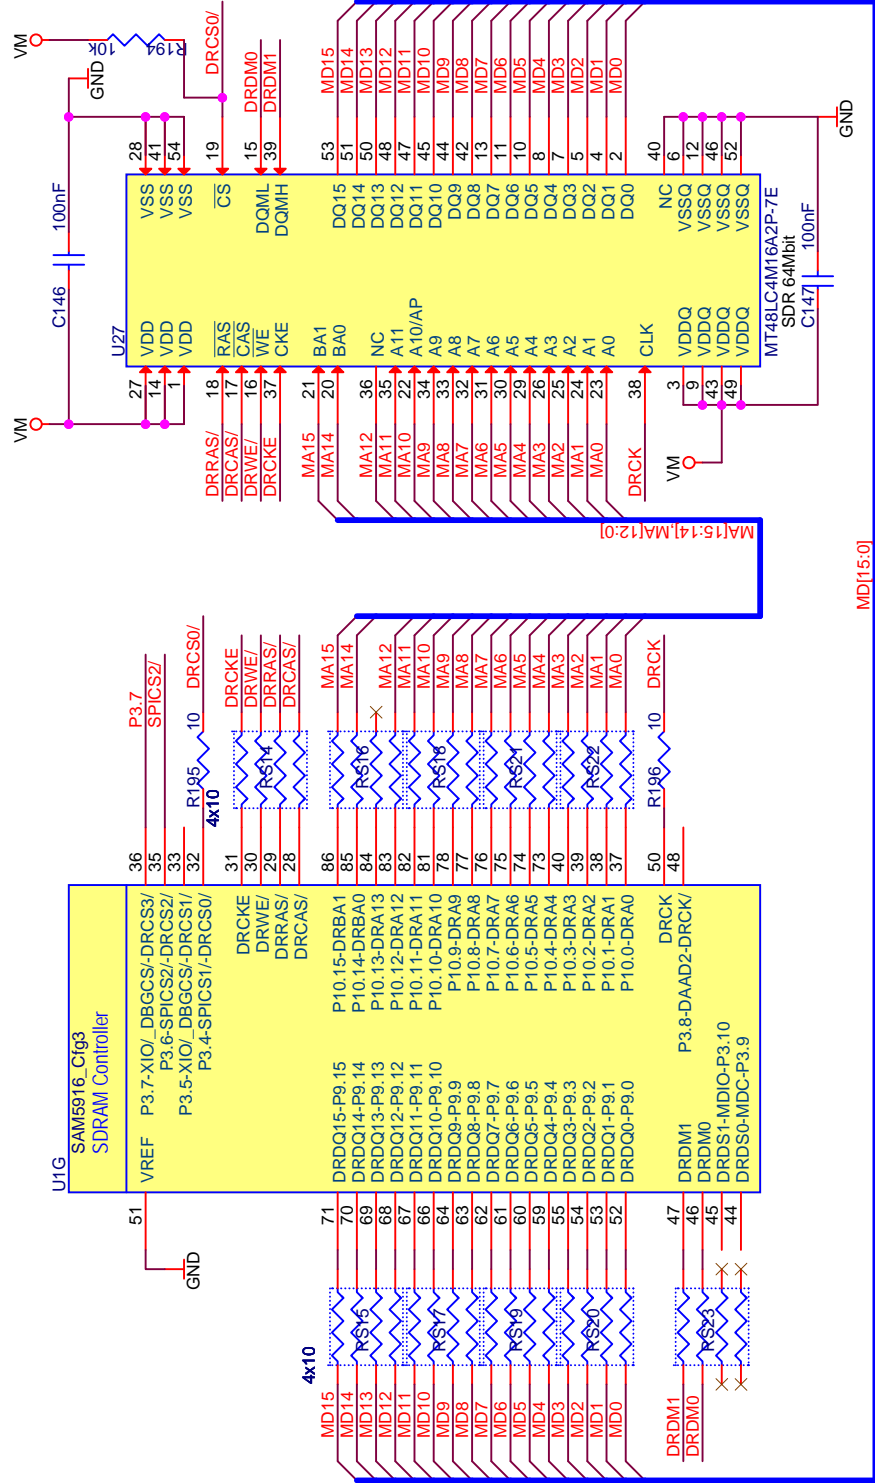 U1G
SAM5916_Cfg3
SDRAM Controller
GND
51 VREF P3.7-XIO/_DBGCS/-DRCS3/ 36 P3.7
P3.6-SPICS2/-DRCS2/ 35 SPICS2/
P3.5-XIO/_DBGCS/-DRCS1/ 33
P3.4-SPICS1/-DRCS0/ 32 R195 10 DRCS0/
4x10
DRCKE 31 DRCKE
DRWE/ 30 DRWE/
DRRAS/ 29 RS14 DRRAS/
DRCAS/ 28 DRCAS/
4x10
MD15 71 DRDQ15-P9.15 P10.15-DRBA1 86 MA15
MD14 RS15 70 DRDQ14-P9.14 P10.14-DRBA0 85 RS16 MA14
MD13 69 DRDQ13-P9.13 P10.13-DRA13 84
MD12 68 DRDQ12-P9.12 P10.12-DRA12 83 MA12
MD11 67 DRDQ11-P9.11 P10.11-DRA11 82 MA11
MD10 RS17 66 DRDQ10-P9.10 P10.10-DRA10 81 RS18 MA10
MD9 64 DRDQ9-P9.9 P10.9-DRA9 78 MA9
MD8 63 DRDQ8-P9.8 P10.8-DRA8 77 MA8
MD7 62 DRDQ7-P9.7 P10.7-DRA7 76 MA7
MD6 RS19 61 DRDQ6-P9.6 P10.6-DRA6 75 RS21 MA6
MD5 60 DRDQ5-P9.5 P10.5-DRA5 74 MA5
MD4 59 DRDQ4-P9.4 P10.4-DRA4 73 MA4
MD3 55 DRDQ3-P9.3 P10.3-DRA3 40 MA3
MD2 RS20 54 DRDQ2-P9.2 P10.2-DRA2 39 RS22 MA2
MD1 53 DRDQ1-P9.1 P10.1-DRA1 38 MA1
MD0 52 DRDQ0-P9.0 P10.0-DRA0 37 MA0
DRCK 50 R196 10 DRCK
DRDM1 47 DRDM1 P3.8-DAAD2-DRCK/ 48
DRDM0 RS23 46 DRDM0
45 DRDS1-MDIO-P3.10
44 DRDS0-MDC-P3.9
MA[15:14],MA[12:0]
MD[15:0]
VM
VM
R194 10k
C146 100nF
GND
U27
27 VDD VSS 28
14 VDD VSS 41
1 VDD VSS 54
DRRAS/ 18 RAS CS 19 DRCS0/
DRCAS/ 17 CAS
DRWE/ 16 WE DQML 15 DRDM0
DRCKE 37 CKE DQMH 39 DRDM1
MA15 21 BA1 DQ15 53 MD15
MA14 20 BA0 DQ14 51 MD14
DQ13 50 MD13
MA12 36 NC DQ12 48 MD12
MA11 35 A11 DQ11 47 MD11
MA10 22 A10/AP DQ10 45 MD10
MA9 34 A9 DQ9 44 MD9
MA8 33 A8 DQ8 42 MD8
MA7 32 A7 DQ7 13 MD7
MA6 31 A6 DQ6 11 MD6
MA5 30 A5 DQ5 10 MD5
MA4 29 A4 DQ4 8 MD4
MA3 26 A3 DQ3 7 MD3
MA2 25 A2 DQ2 5 MD2
MA1 24 A1 DQ1 4 MD1
MA0 23 A0 DQ0 2 MD0
DRCK 38 CLK NC 40
VM
3 VDDQ VSSQ 6
9 VDDQ VSSQ 12
43 VDDQ VSSQ 46
49 VDDQ VSSQ 52
MT48LC4M16A2P-7E
SDR 64Mbit
C147 100nF
GND